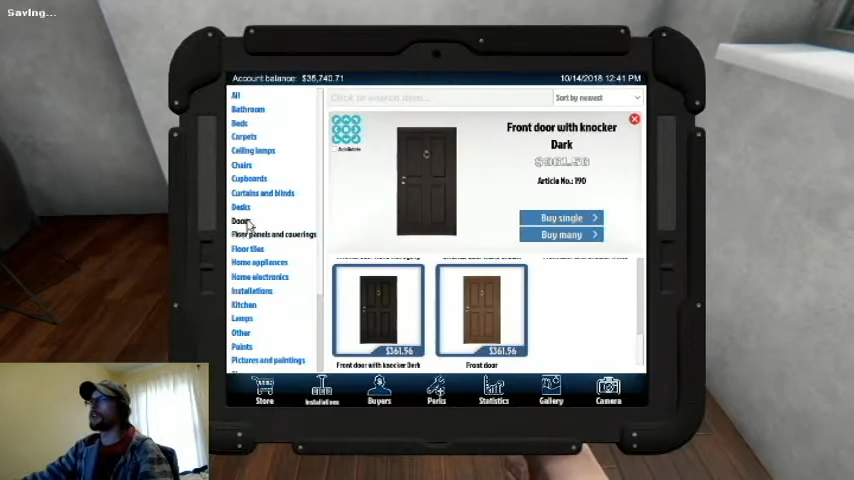 Saving...
Account balance: $35,740.71
10/14/2018 12:41 PM
All
Bathroom
Beds
Carpets
Ceiling lamps
Chairs
Cupboards
Curtains and blinds
Desks
Doors
Floor panels and coverings
Floor tiles
Home appliances
Home electronics
Installations
Kitchen
Lamps
Other
Paints
Pictures and paintings
Click to search item...
Sort by newest
AutoRotate
Front door with knocker
Dark
$361.56
Article No.: 190
Buy single
Buy many
$361.56
$361.56
Front door with knocker Dark
Front door
Store
Installations
Buyers
Perks
Statistics
Gallery
Camera